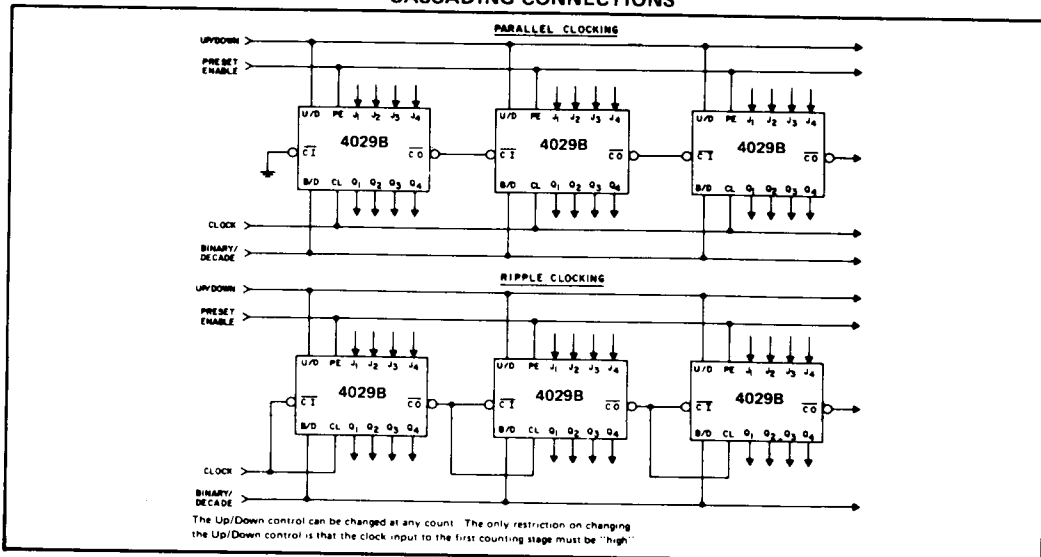 CASCADING CONNECTIONS
PARALLEL CLOCKING
UP/DOWN
PRESET
ENABLE
U/D PE J1 J2 J3 J4
U/D PE J1 J2 J3 J4
U/D PE J1 J2 J3 J4
4029B
4029B
4029B
CI CO
CI CO
CI CO
B/D CL Q1 Q2 Q3 Q4
B/D CL Q1 Q2 Q3 Q4
B/D CL Q1 Q2 Q3 Q4
CLOCK
BINARY/
DECADE
RIPPLE CLOCKING
UP/DOWN
PRESET
ENABLE
U/D PE J1 J2 J3 J4
U/D PE J1 J2 J3 J4
U/D PE J1 J2 J3 J4
4029B
4029B
4029B
CI CO
CI CO
CI CO
B/D CL Q1 Q2 Q3 Q4
B/D CL Q1 Q2 Q3 Q4
B/D CL Q1 Q2 Q3 Q4
CLOCK
BINARY/
DECADE
The Up/Down control can be changed at any count. The only restriction on changing
the Up/Down control is that the clock input to the first counting stage must be "high"